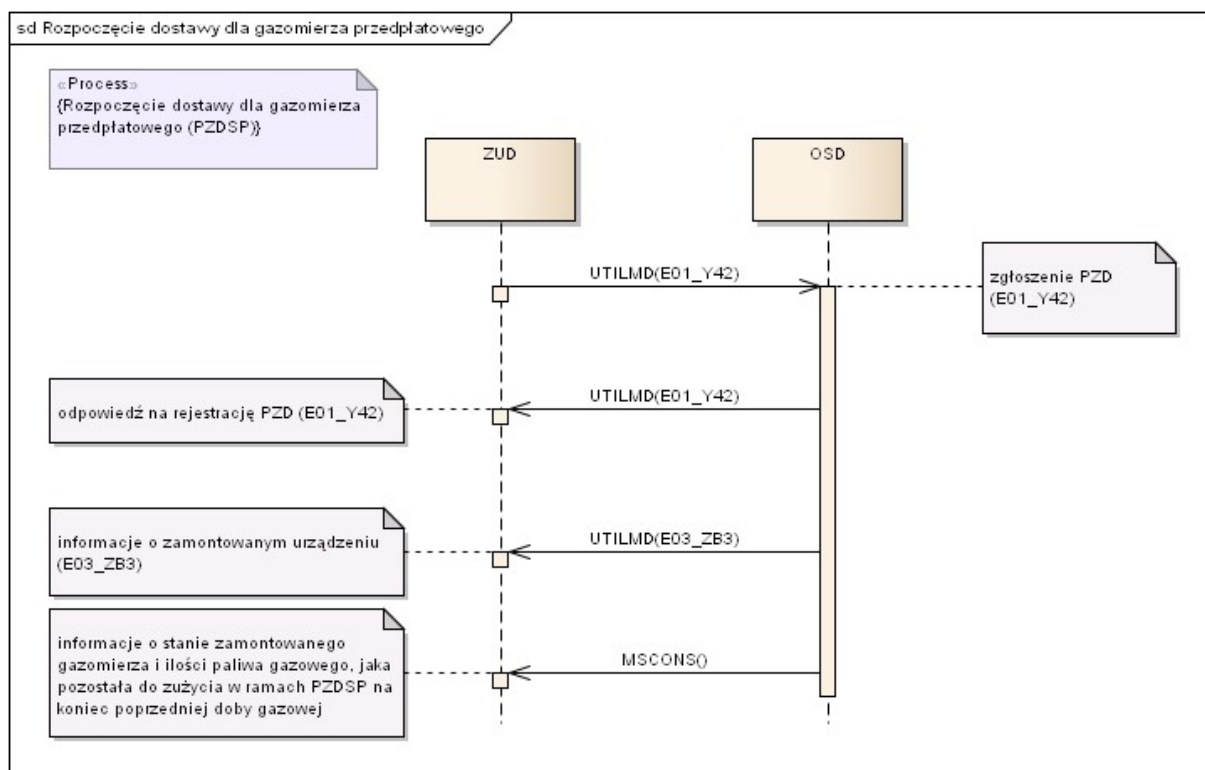 sd Rozpoczęcie dostawy dla gazomierza przedpłatowego
«Process»
{Rozpoczęcie dostawy dla gazomierza
przedpłatowego (PZDSP)}
ZUD
OSD
UTILMD(E01_Y42)
zgłoszenie PZD
(E01_Y42)
UTILMD(E01_Y42)
odpowiedź na rejestrację PZD (E01_Y42)
UTILMD(E03_ZB3)
informacje o zamontowanym urządzeniu
(E03_ZB3)
MSCONS()
informacje o stanie zamontowanego
gazomierza i ilości paliwa gazowego, jaka
pozostała do zużycia w ramach PZDSP na
koniec poprzedniej doby gazowej